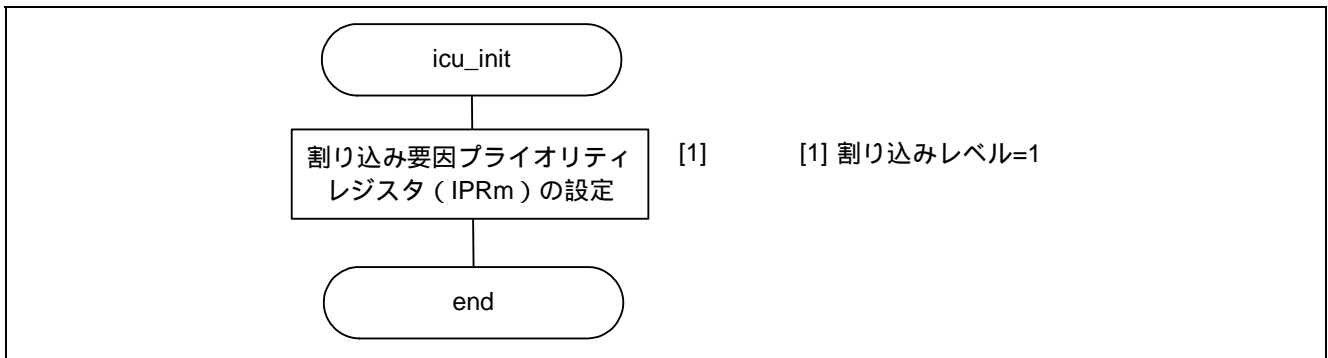 icu_init
割り込み要因プライオリティ
レジスタ（IPRm）の設定
[1]
[1] 割り込みレベル=1
end